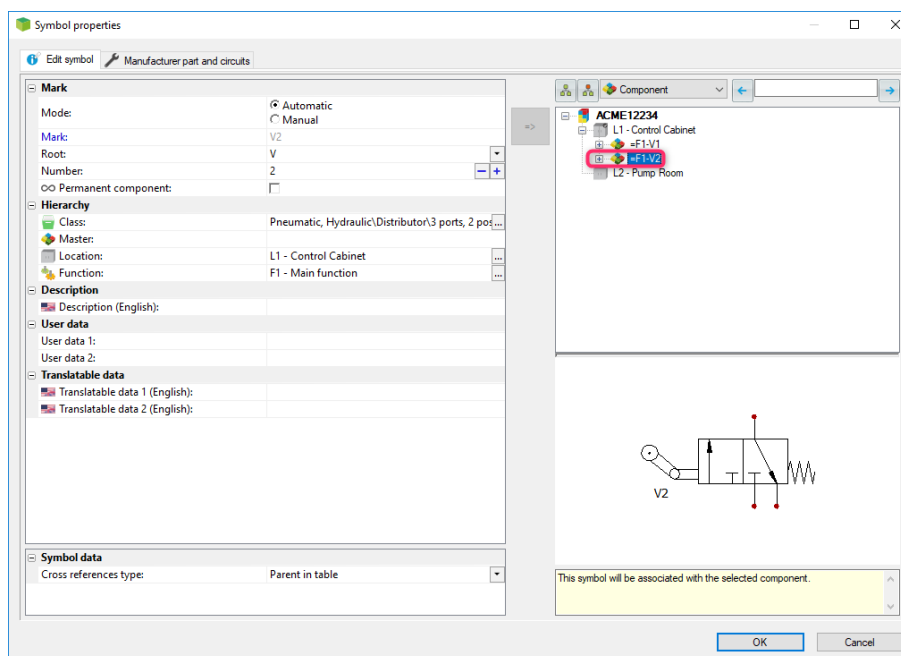 Symbol properties
Edit symbol
Manufacturer part and circuits
Mark
Mode:
Automatic
Manual
Mark:
V2
Root:
V
Number:
2
Permanent component:
Hierarchy
Class:
Pneumatic, Hydraulic\Distributor\3 ports, 2 pos
Master:
Location:
L1 - Control Cabinet
Function:
F1 - Main function
Description
Description (English):
User data
User data 1:
User data 2:
Translatable data
Translatable data 1 (English):
Translatable data 2 (English):
Symbol data
Cross references type:
Parent in table
=>
Component
ACME12234
L1 - Control Cabinet
=F1-V1
=F1-V2
L2 - Pump Room
V2
This symbol will be associated with the selected component.
OK
Cancel